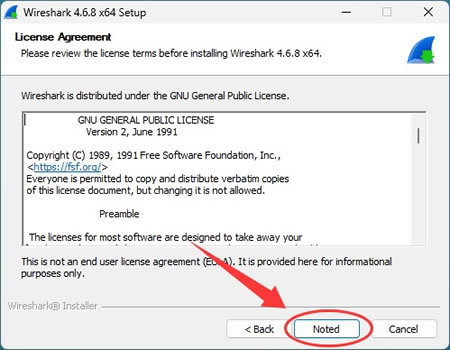 Wireshark 4.6.8 x64 Setup
License Agreement
Please review the license terms before installing Wireshark 4.6.8 x64.
Wireshark is distributed under the GNU General Public License.
GNU GENERAL PUBLIC LICENSE
Version 2, June 1991
Copyright (C) 1989, 1991 Free Software Foundation, Inc.,
<https://fsf.org/>
Everyone is permitted to copy and distribute verbatim copies
of this license document, but changing it is not allowed.
Preamble
The licenses for most software are designed to take away your
This is not an end user license agreement (EULA). It is provided here for informational
purposes only.
Wireshark® Installer
< Back
Noted
Cancel